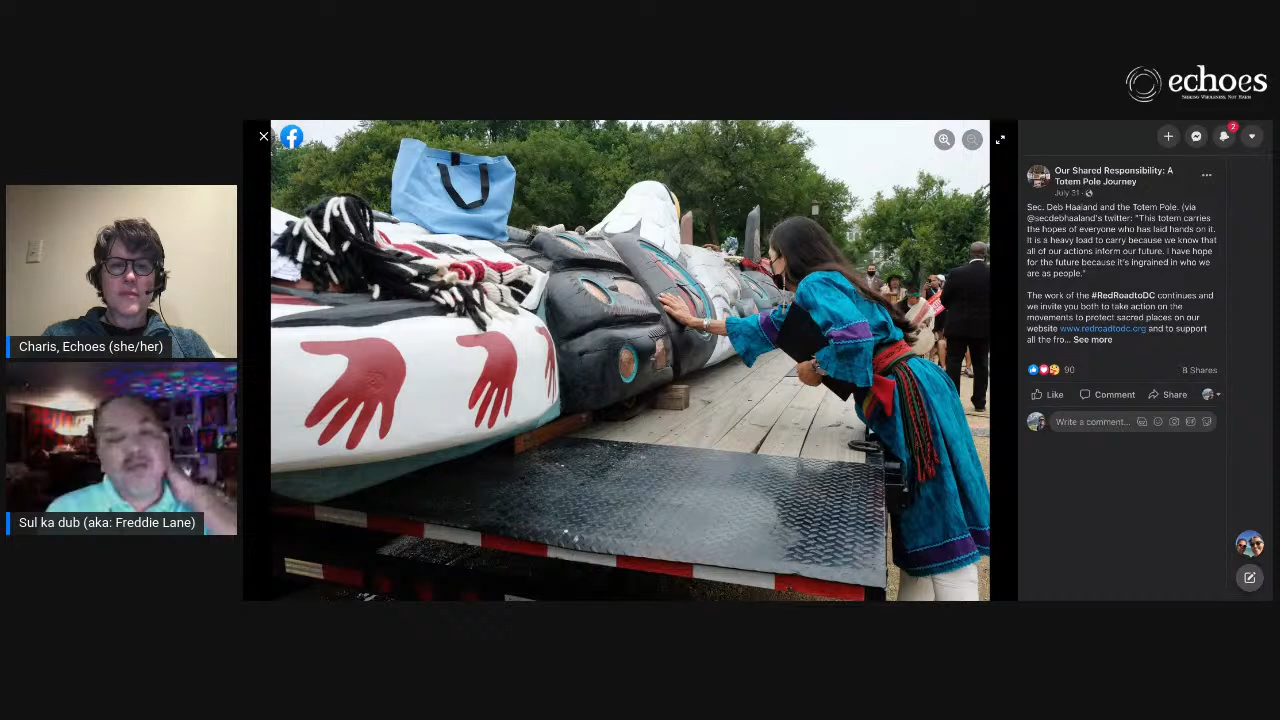 echoes
SEEKING WHOLENESS, NOT HARM
2
Our Shared Responsibility: A
Totem Pole Journey
July 31 ·
Sec. Deb Haaland and the Totem Pole. (via
@secdebhaaland's twitter: "This totem carries
the hopes of everyone who has laid hands on it.
It is a heavy load to carry because we know that
all of our actions inform our future. I have hope
for the future because it's ingrained in who we
are as people."
The work of the #RedRoadtoDC continues and
we invite you both to take action on the
movements to protect sacred places on our
website www.redroadtodc.org and to support
all the fro... See more
90
8 Shares
Like
Comment
Share
Write a comment...
Charis, Echoes (she/her)
Sul ka dub (aka: Freddie Lane)